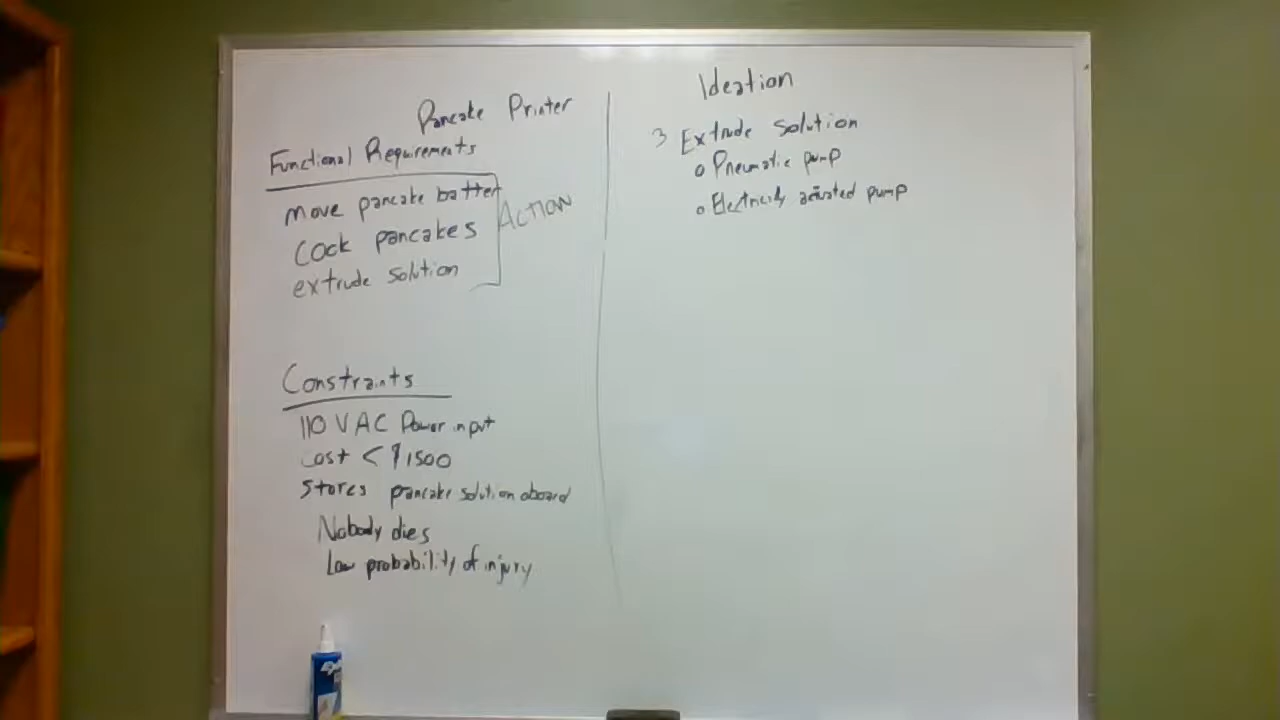 Pancake Printer
Functional Requirements
move pancake batter
Cook pancakes
extrude solution
ACTION
Constraints
110 VAC Power input
Cost < $1500
Stores pancake solution aboard
Nobody dies
Low probability of injury
Ideation
3 Extrude solution
o Pneumatic pump
o Electricity actuated pump